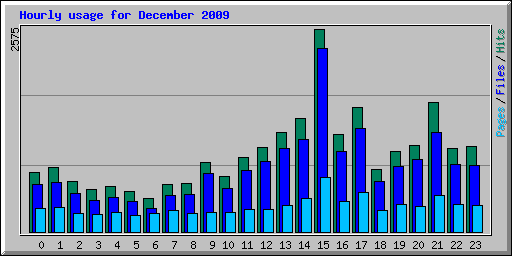 Hourly usage for December 2009
2575
Pages / Files / Hits
0 1 2 3 4 5 6 7 8 9 10 11 12 13 14 15 16 17 18 19 20 21 22 23